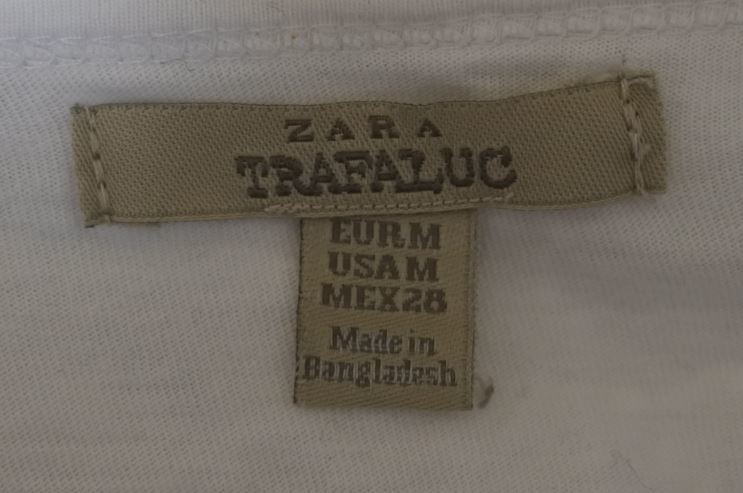 ZARA
TRAFALUC
EUR M
USA M
MEX 28
Made in
Bangladesh